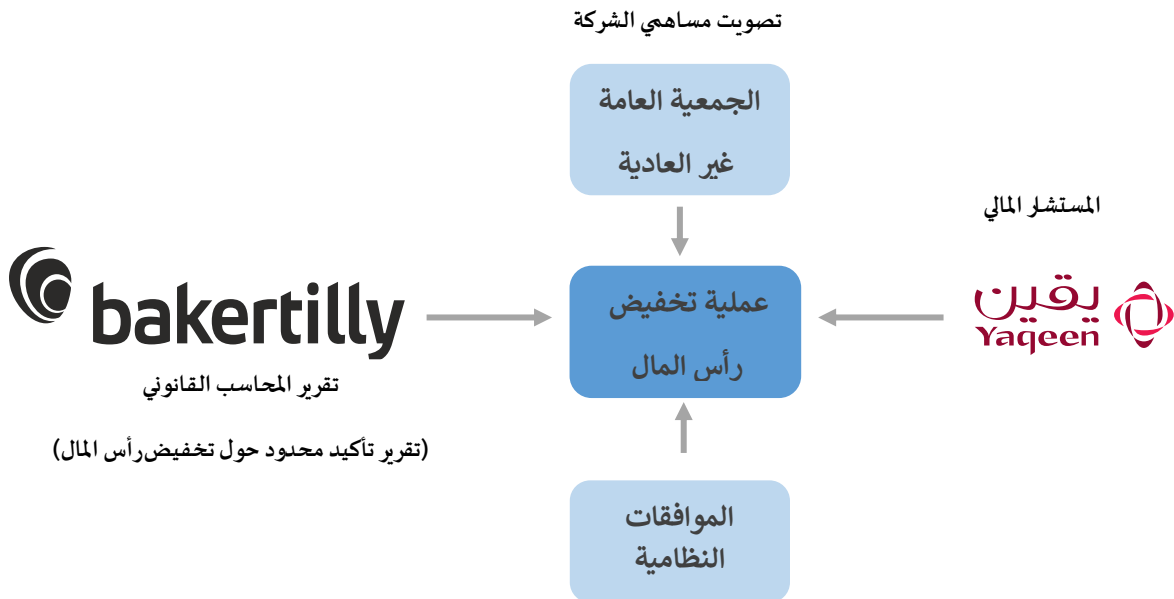 تصويت مساهمي الشركة
الجمعية العامة
غير العادية
المستشار المالي
يقين
Yaqeen
عملية تخفيض
رأس المال
bakertilly
تقرير المحاسب القانوني
(تقرير تأكيد محدود حول تخفيض رأس المال)
الموافقات
النظامية